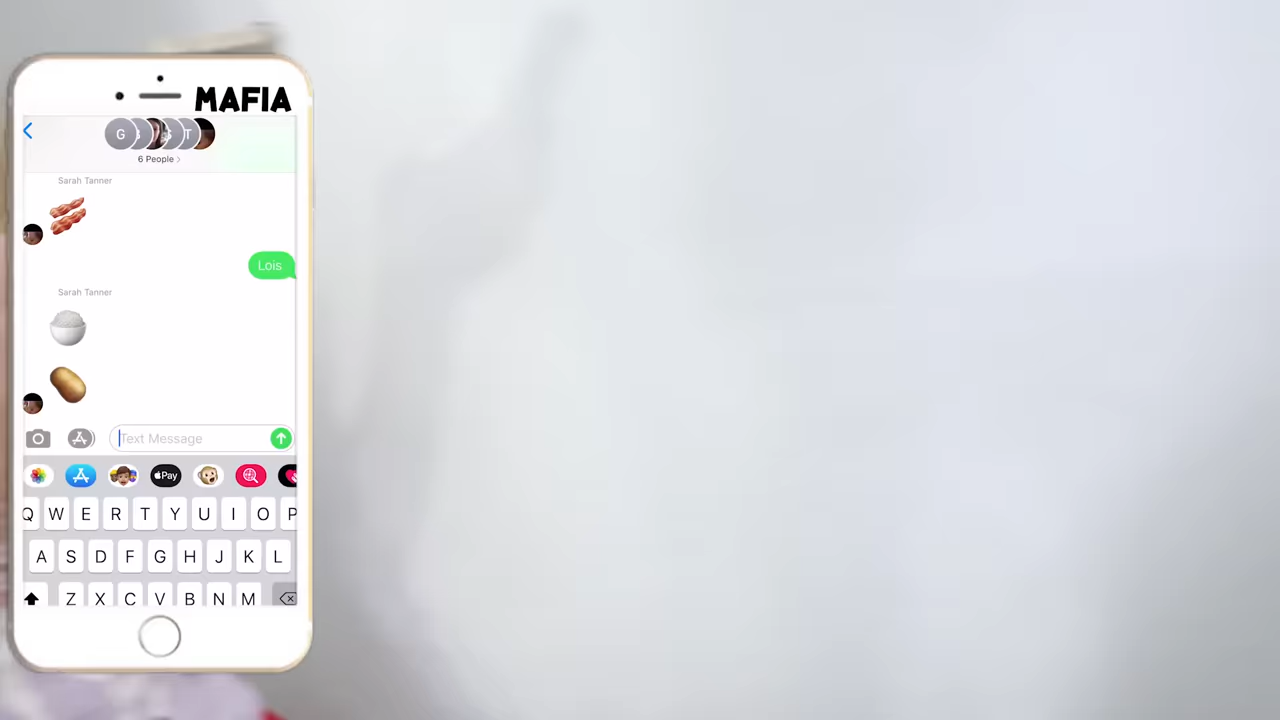 MAFIA
G
T
6 People >
Sarah Tanner
Lois
Sarah Tanner
Text Message
Pay
Q W E R T Y U I O P
A S D F G H J K L
Z X C V B N M